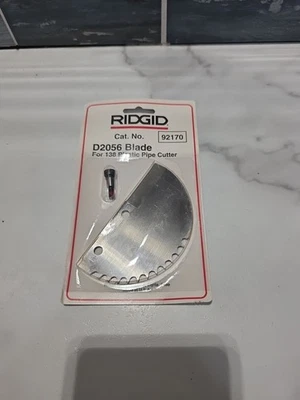 RIDGID
Cat. No. 92170
D2056 Blade
For 138 Plastic Pipe Cutter